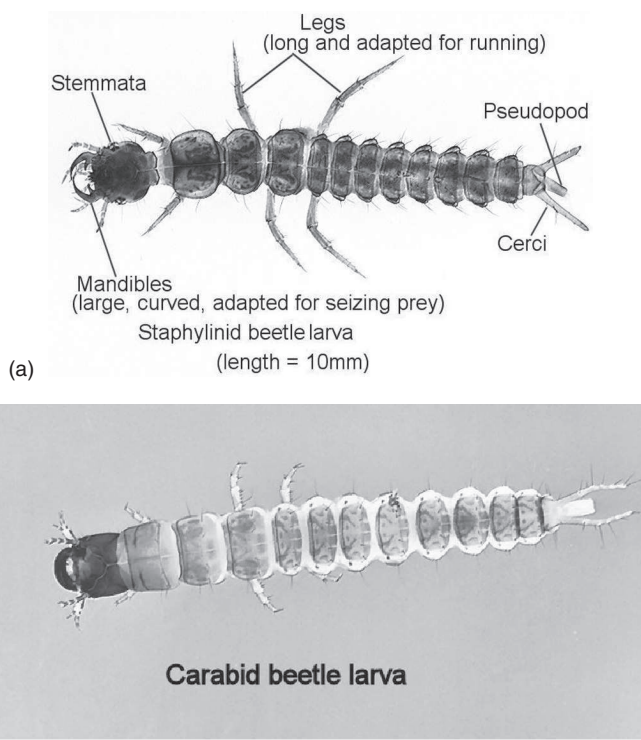 Legs
(long and adapted for running)
Stemmata
Pseudopod
Cerci
Mandibles
(large, curved, adapted for seizing prey)
Staphylinid beetle larva
(length = 10mm)
(a)
Carabid beetle larva